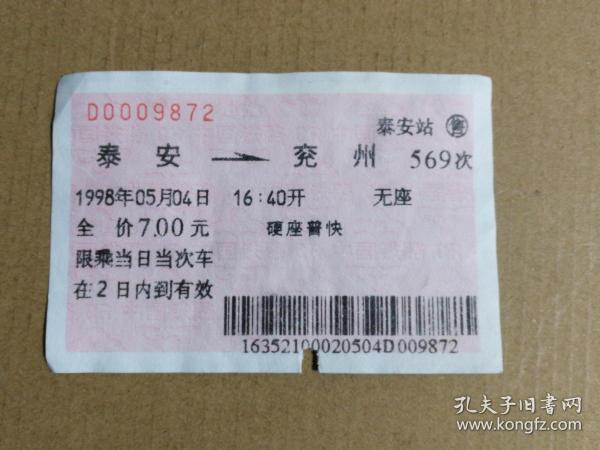 D0009872
泰安站 售
泰安 → 兖州 569次
1998年05月04日 16:40开 无座
全 价7.00元 硬座普快
限乘当日当次车
在2日内到有效
16352100020504D009872
孔夫子旧书网
www.kongfz.com